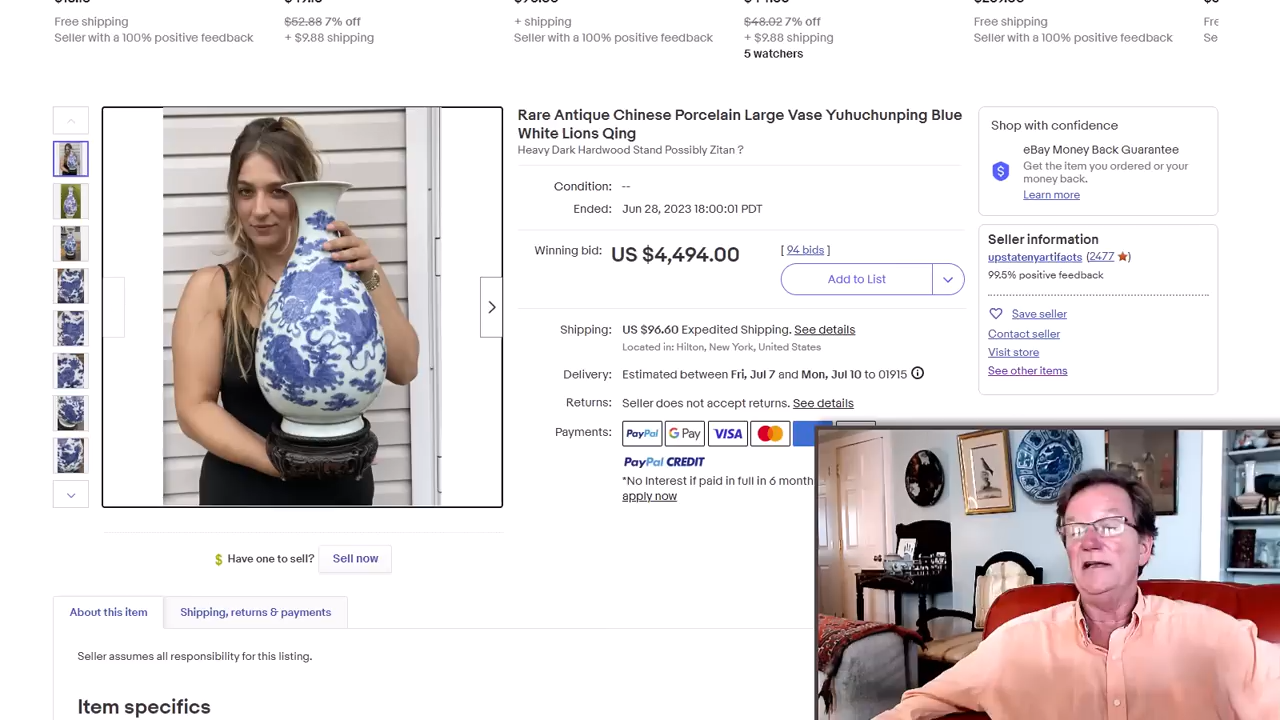 Free shipping
Seller with a 100% positive feedback
$52.88 7% off
+ $9.88 shipping
+ shipping
Seller with a 100% positive feedback
$48.02 7% off
+ $9.88 shipping
5 watchers
Free shipping
Seller with a 100% positive feedback
Fre
Se
Rare Antique Chinese Porcelain Large Vase Yuhuchunping Blue
White Lions Qing
Heavy Dark Hardwood Stand Possibly Zitan ?
Condition: --
Ended: Jun 28, 2023 18:00:01 PDT
Winning bid: US $4,494.00 [ 94 bids ]
Add to List
Shipping: US $96.60 Expedited Shipping. See details
Located in: Hilton, New York, United States
Delivery: Estimated between Fri, Jul 7 and Mon, Jul 10 to 01915
Returns: Seller does not accept returns. See details
Payments: PayPal G Pay VISA MasterCard
PayPal CREDIT
*No Interest if paid in full in 6 month
apply now
Shop with confidence
eBay Money Back Guarantee
Get the item you ordered or your
money back.
Learn more
Seller information
upstatenyartifacts (2477 ★)
99.5% positive feedback
Save seller
Contact seller
Visit store
See other items
$ Have one to sell? Sell now
About this item
Shipping, returns & payments
Seller assumes all responsibility for this listing.
Item specifics